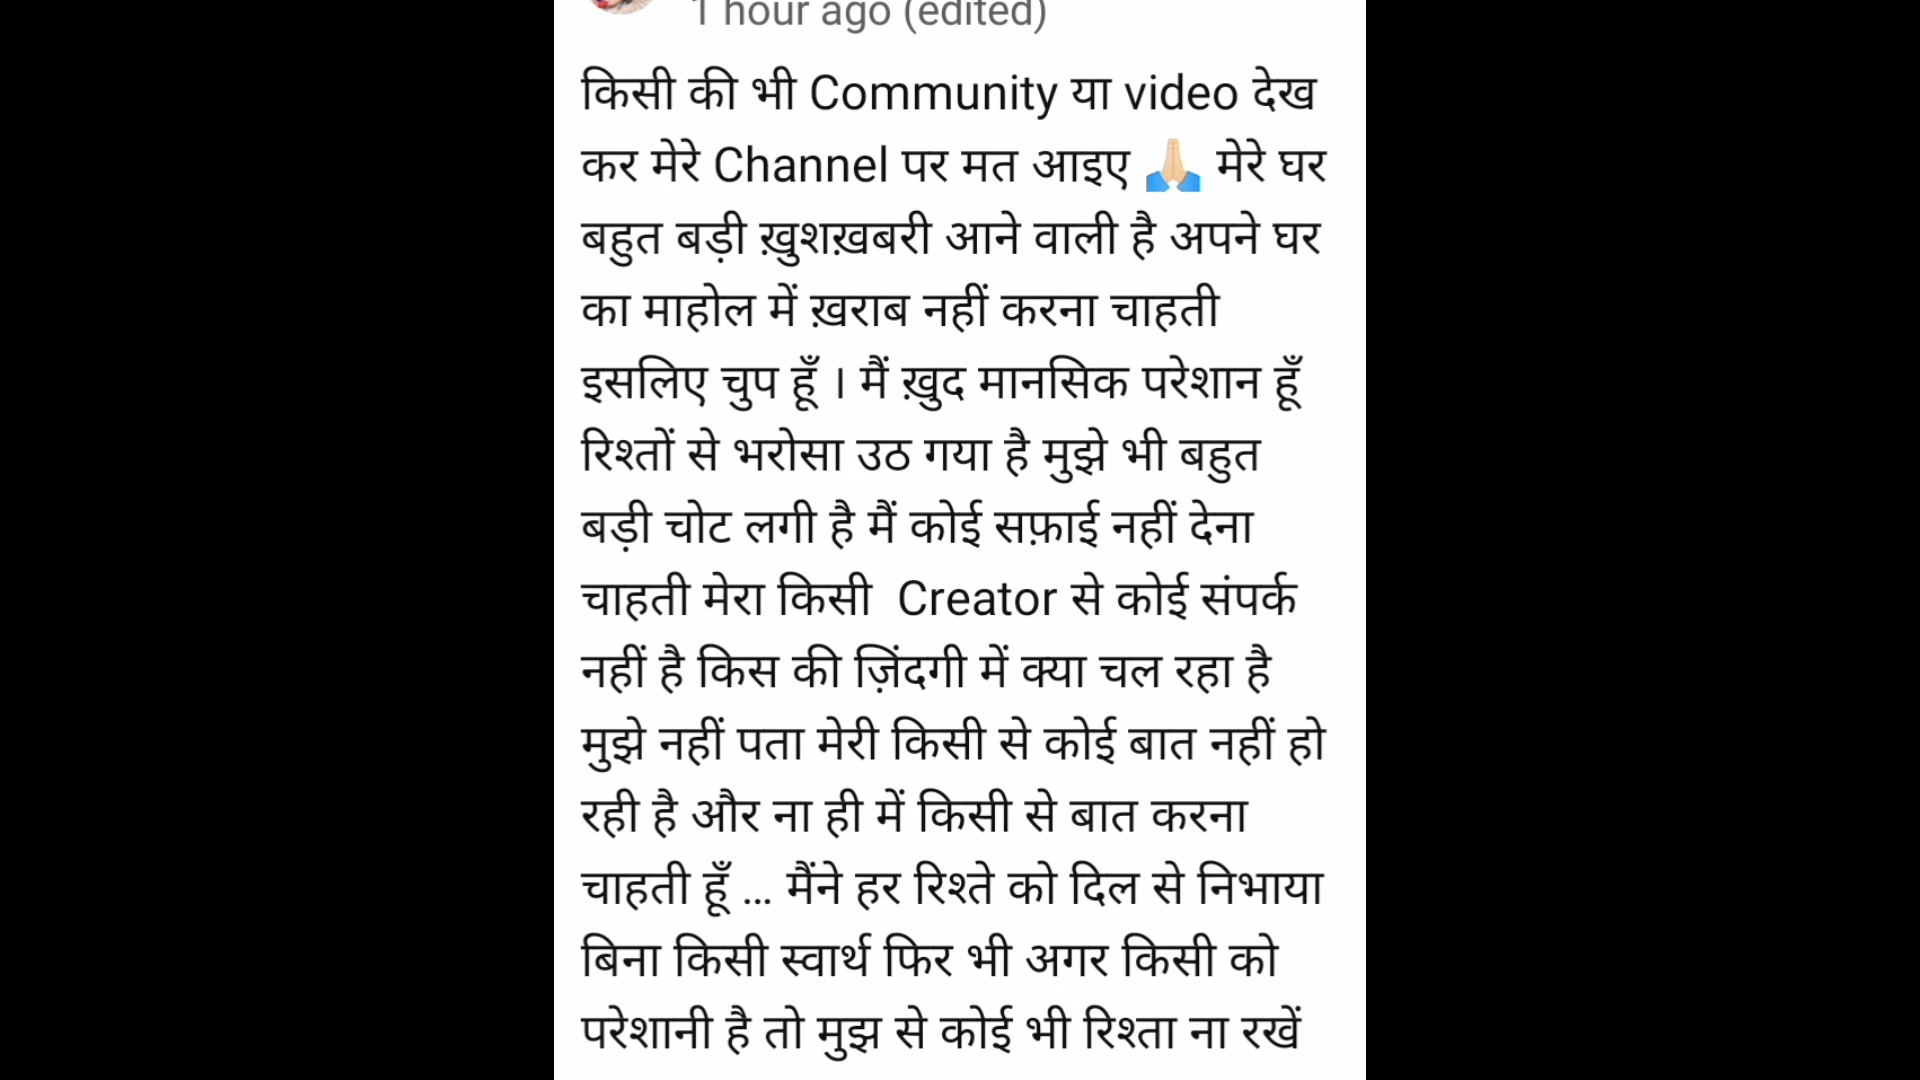 1 hour ago (edited)
किसी की भी Community या video देख
कर मेरे Channel पर मत आइए 🙏🏻 मेरे घर
बहुत बड़ी ख़ुशख़बरी आने वाली है अपने घर
का माहोल में ख़राब नहीं करना चाहती
इसलिए चुप हूँ । मैं ख़ुद मानसिक परेशान हूँ
रिश्तों से भरोसा उठ गया है मुझे भी बहुत
बड़ी चोट लगी है मैं कोई सफ़ाई नहीं देना
चाहती मेरा किसी  Creator से कोई संपर्क
नहीं है किस की ज़िंदगी में क्या चल रहा है
मुझे नहीं पता मेरी किसी से कोई बात नहीं हो
रही है और ना ही में किसी से बात करना
चाहती हूँ … मैंने हर रिश्ते को दिल से निभाया
बिना किसी स्वार्थ फिर भी अगर किसी को
परेशानी है तो मुझ से कोई भी रिश्ता ना रखें